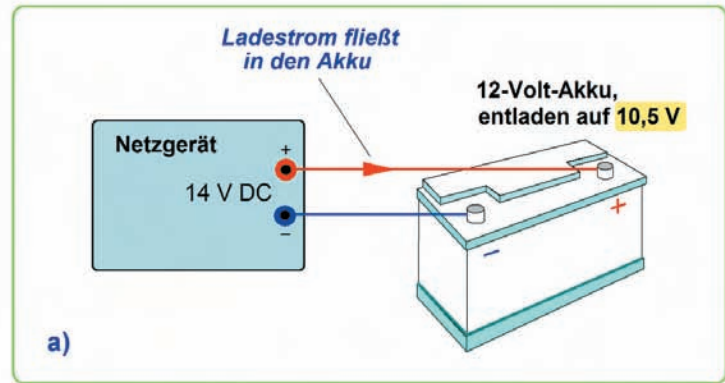 Ladestrom fließt
in den Akku
12-Volt-Akku,
entladen auf 10,5 V
Netzgerät
+
14 V DC
–
+
–
a)